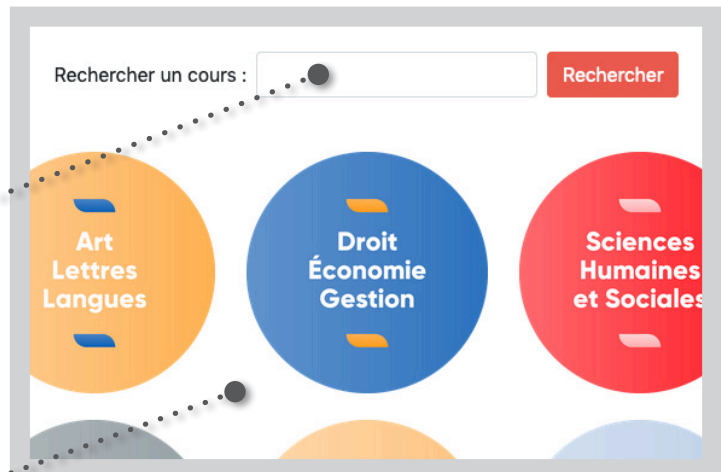 Rechercher un cours :
Rechercher
Art
Lettres
Langues
Droit
Économie
Gestion
Sciences
Humaines
et Sociales